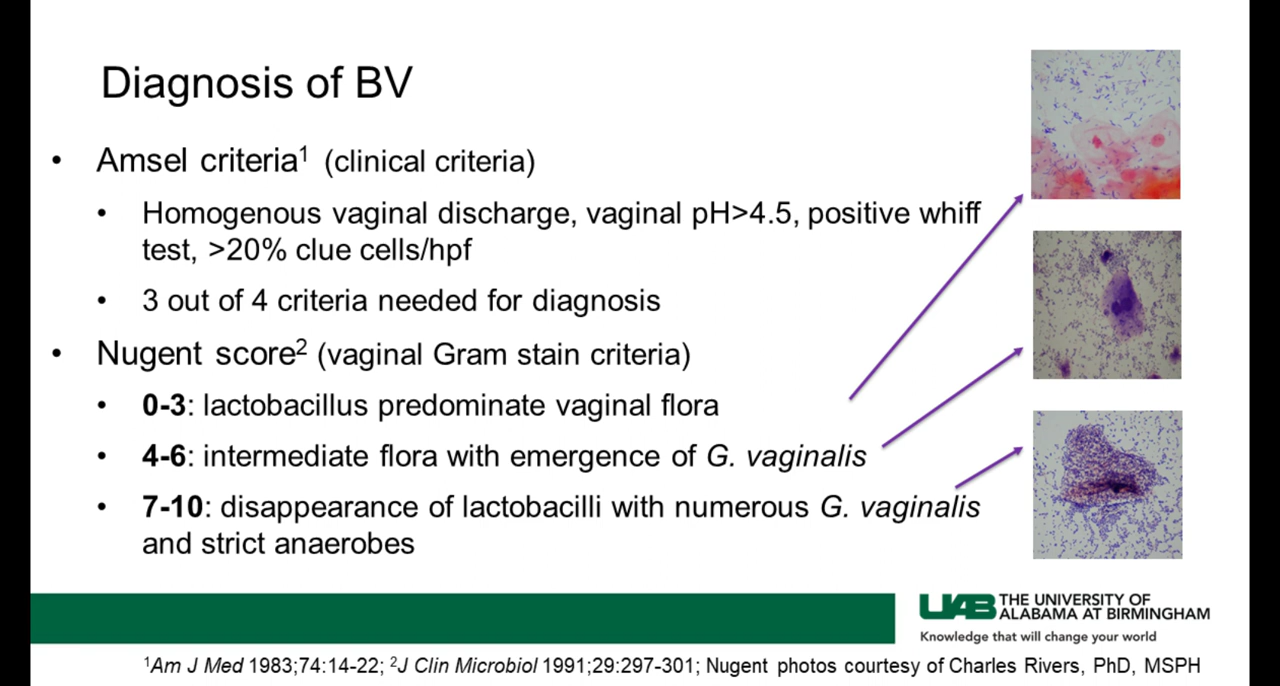 Diagnosis of BV
• Amsel criteria¹ (clinical criteria)
• Homogenous vaginal discharge, vaginal pH>4.5, positive whiff
test, >20% clue cells/hpf
• 3 out of 4 criteria needed for diagnosis
• Nugent score² (vaginal Gram stain criteria)
• 0-3: lactobacillus predominate vaginal flora
• 4-6: intermediate flora with emergence of G. vaginalis
• 7-10: disappearance of lactobacilli with numerous G. vaginalis
and strict anaerobes
UAB THE UNIVERSITY OF
ALABAMA AT BIRMINGHAM
Knowledge that will change your world
¹Am J Med 1983;74:14-22; ²J Clin Microbiol 1991;29:297-301; Nugent photos courtesy of Charles Rivers, PhD, MSPH